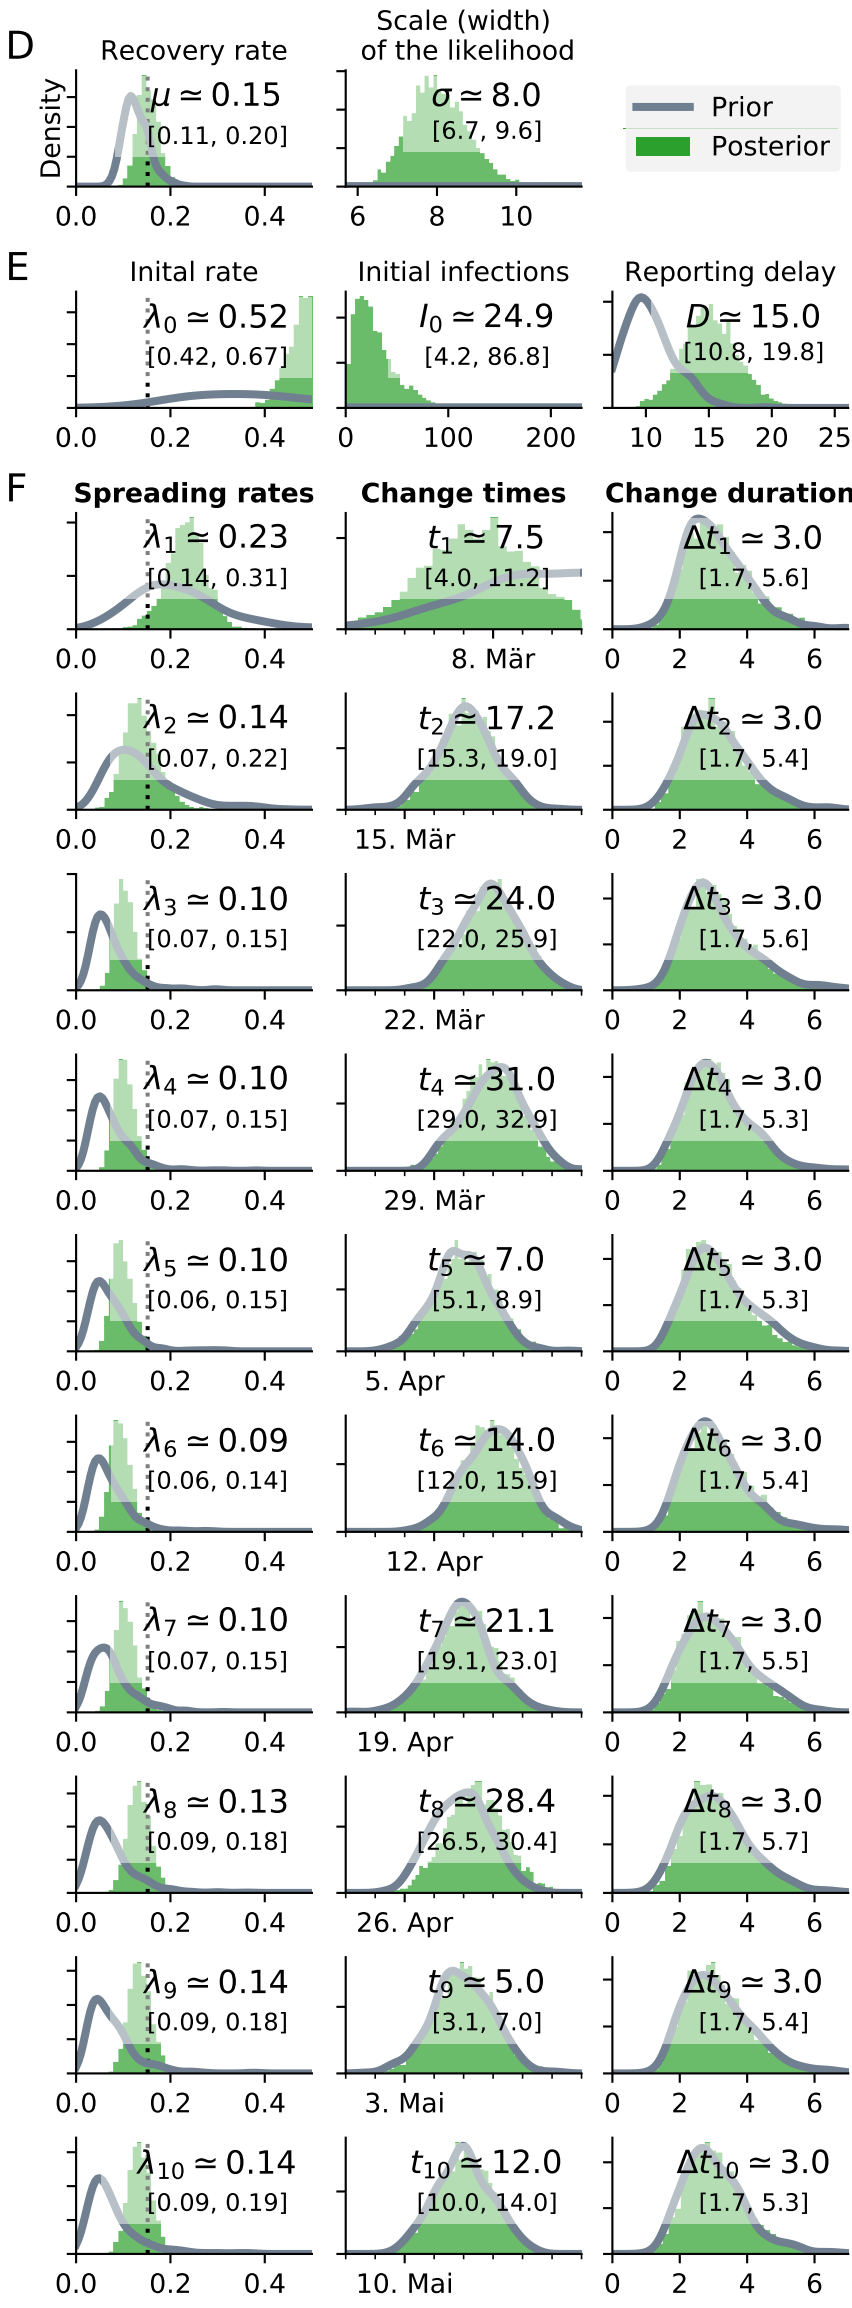 D
Recovery rate
Scale (width)
of the likelihood
Density
μ ≃ 0.15
[0.11, 0.20]
0.0 0.2 0.4
σ ≃ 8.0
[6.7, 9.6]
6 8 10
Prior
Posterior
E
Inital rate
λ0 ≃ 0.52
[0.42, 0.67]
0.0 0.2 0.4
Initial infections
I0 ≃ 24.9
[4.2, 86.8]
0 100 200
Reporting delay
D ≃ 15.0
[10.8, 19.8]
10 15 20 25
F
Spreading rates
Change times
Change duration
λ1 ≃ 0.23
[0.14, 0.31]
0.0 0.2 0.4
t1 ≃ 7.5
[4.0, 11.2]
8. Mär
Δt1 ≃ 3.0
[1.7, 5.6]
0 2 4 6
λ2 ≃ 0.14
[0.07, 0.22]
0.0 0.2 0.4
t2 ≃ 17.2
[15.3, 19.0]
15. Mär
Δt2 ≃ 3.0
[1.7, 5.4]
0 2 4 6
λ3 ≃ 0.10
[0.07, 0.15]
0.0 0.2 0.4
t3 ≃ 24.0
[22.0, 25.9]
22. Mär
Δt3 ≃ 3.0
[1.7, 5.6]
0 2 4 6
λ4 ≃ 0.10
[0.07, 0.15]
0.0 0.2 0.4
t4 ≃ 31.0
[29.0, 32.9]
29. Mär
Δt4 ≃ 3.0
[1.7, 5.3]
0 2 4 6
λ5 ≃ 0.10
[0.06, 0.15]
0.0 0.2 0.4
t5 ≃ 7.0
[5.1, 8.9]
5. Apr
Δt5 ≃ 3.0
[1.7, 5.3]
0 2 4 6
λ6 ≃ 0.09
[0.06, 0.14]
0.0 0.2 0.4
t6 ≃ 14.0
[12.0, 15.9]
12. Apr
Δt6 ≃ 3.0
[1.7, 5.4]
0 2 4 6
λ7 ≃ 0.10
[0.07, 0.15]
0.0 0.2 0.4
t7 ≃ 21.1
[19.1, 23.0]
19. Apr
Δt7 ≃ 3.0
[1.7, 5.5]
0 2 4 6
λ8 ≃ 0.13
[0.09, 0.18]
0.0 0.2 0.4
t8 ≃ 28.4
[26.5, 30.4]
26. Apr
Δt8 ≃ 3.0
[1.7, 5.7]
0 2 4 6
λ9 ≃ 0.14
[0.09, 0.18]
0.0 0.2 0.4
t9 ≃ 5.0
[3.1, 7.0]
3. Mai
Δt9 ≃ 3.0
[1.7, 5.4]
0 2 4 6
λ10 ≃ 0.14
[0.09, 0.19]
0.0 0.2 0.4
t10 ≃ 12.0
[10.0, 14.0]
10. Mai
Δt10 ≃ 3.0
[1.7, 5.3]
0 2 4 6